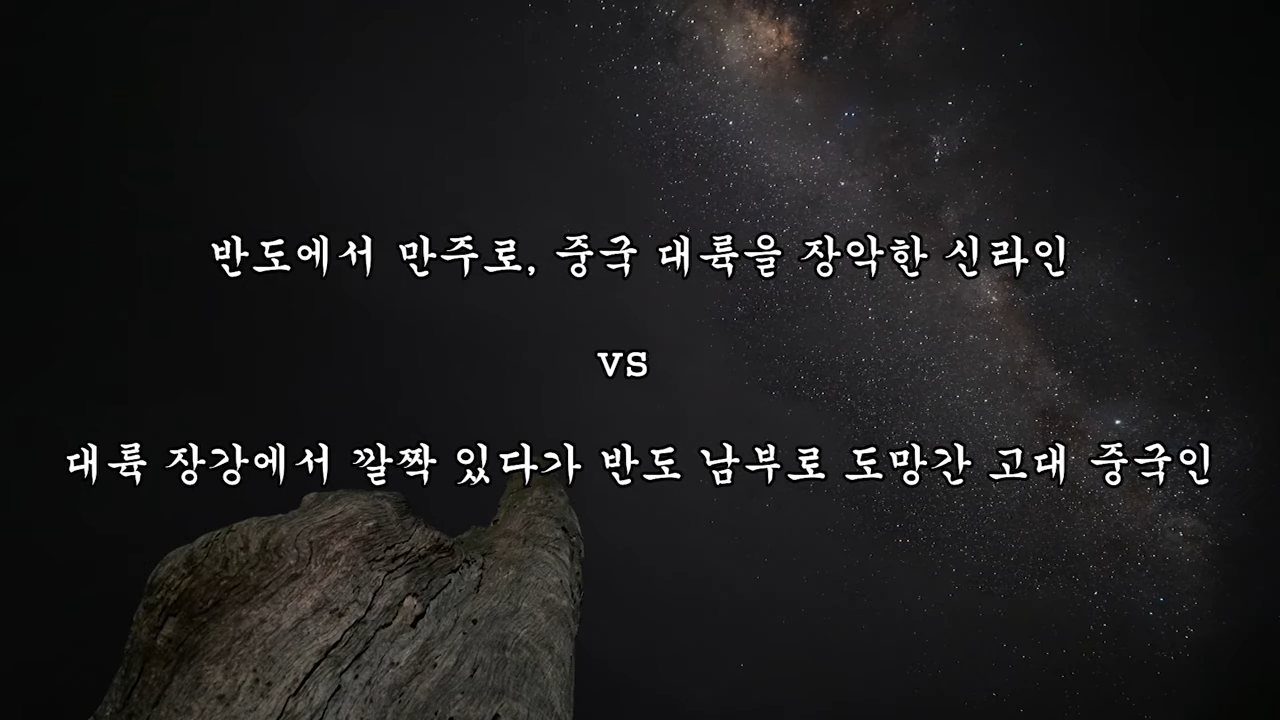 반도에서 만주로, 중국 대륙을 장악한 신라인
vs
대륙 장강에서 깔짝 있다가 반도 남부로 도망간 고대 중국인